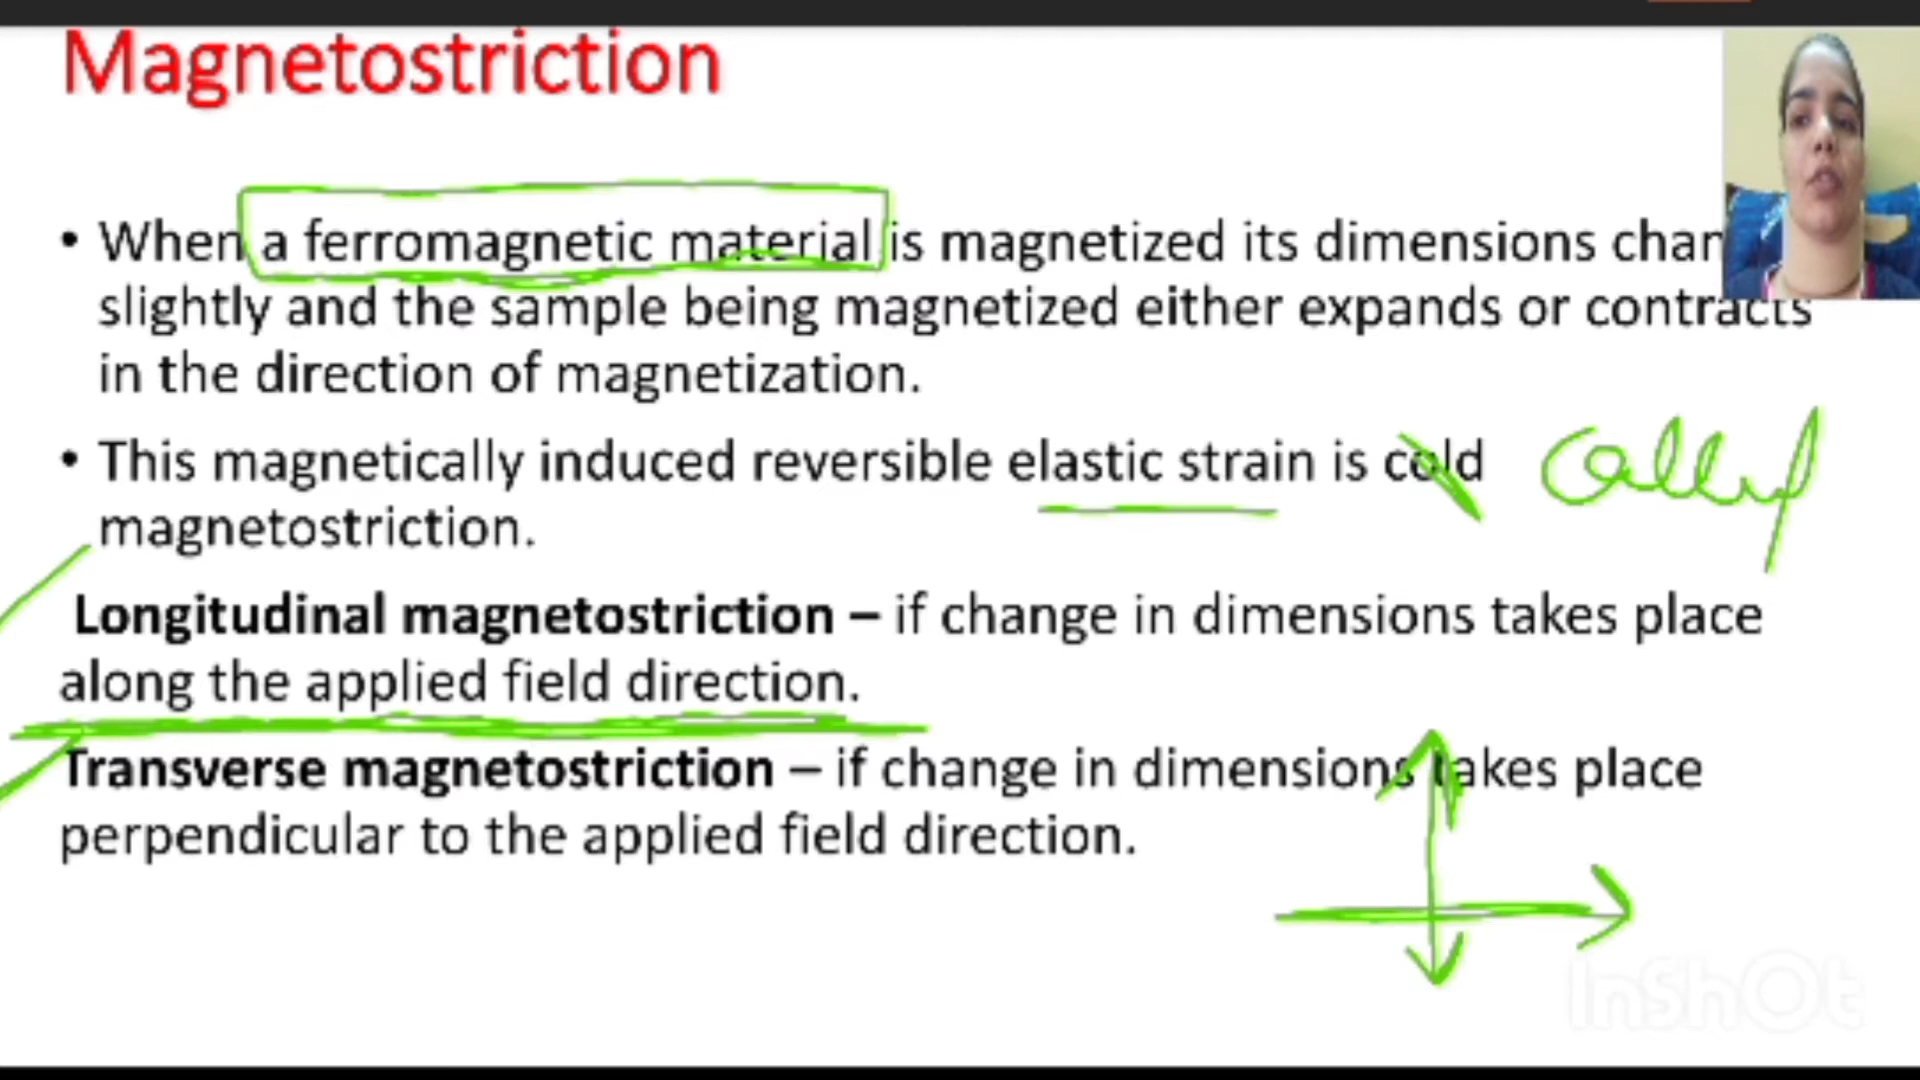 Magnetostriction
• When a ferromagnetic material is magnetized its dimensions chan
slightly and the sample being magnetized either expands or contracts
in the direction of magnetization.
• This magnetically induced reversible elastic strain is cold called
magnetostriction.
Longitudinal magnetostriction – if change in dimensions takes place
along the applied field direction.
Transverse magnetostriction – if change in dimensions takes place
perpendicular to the applied field direction.
InShOt